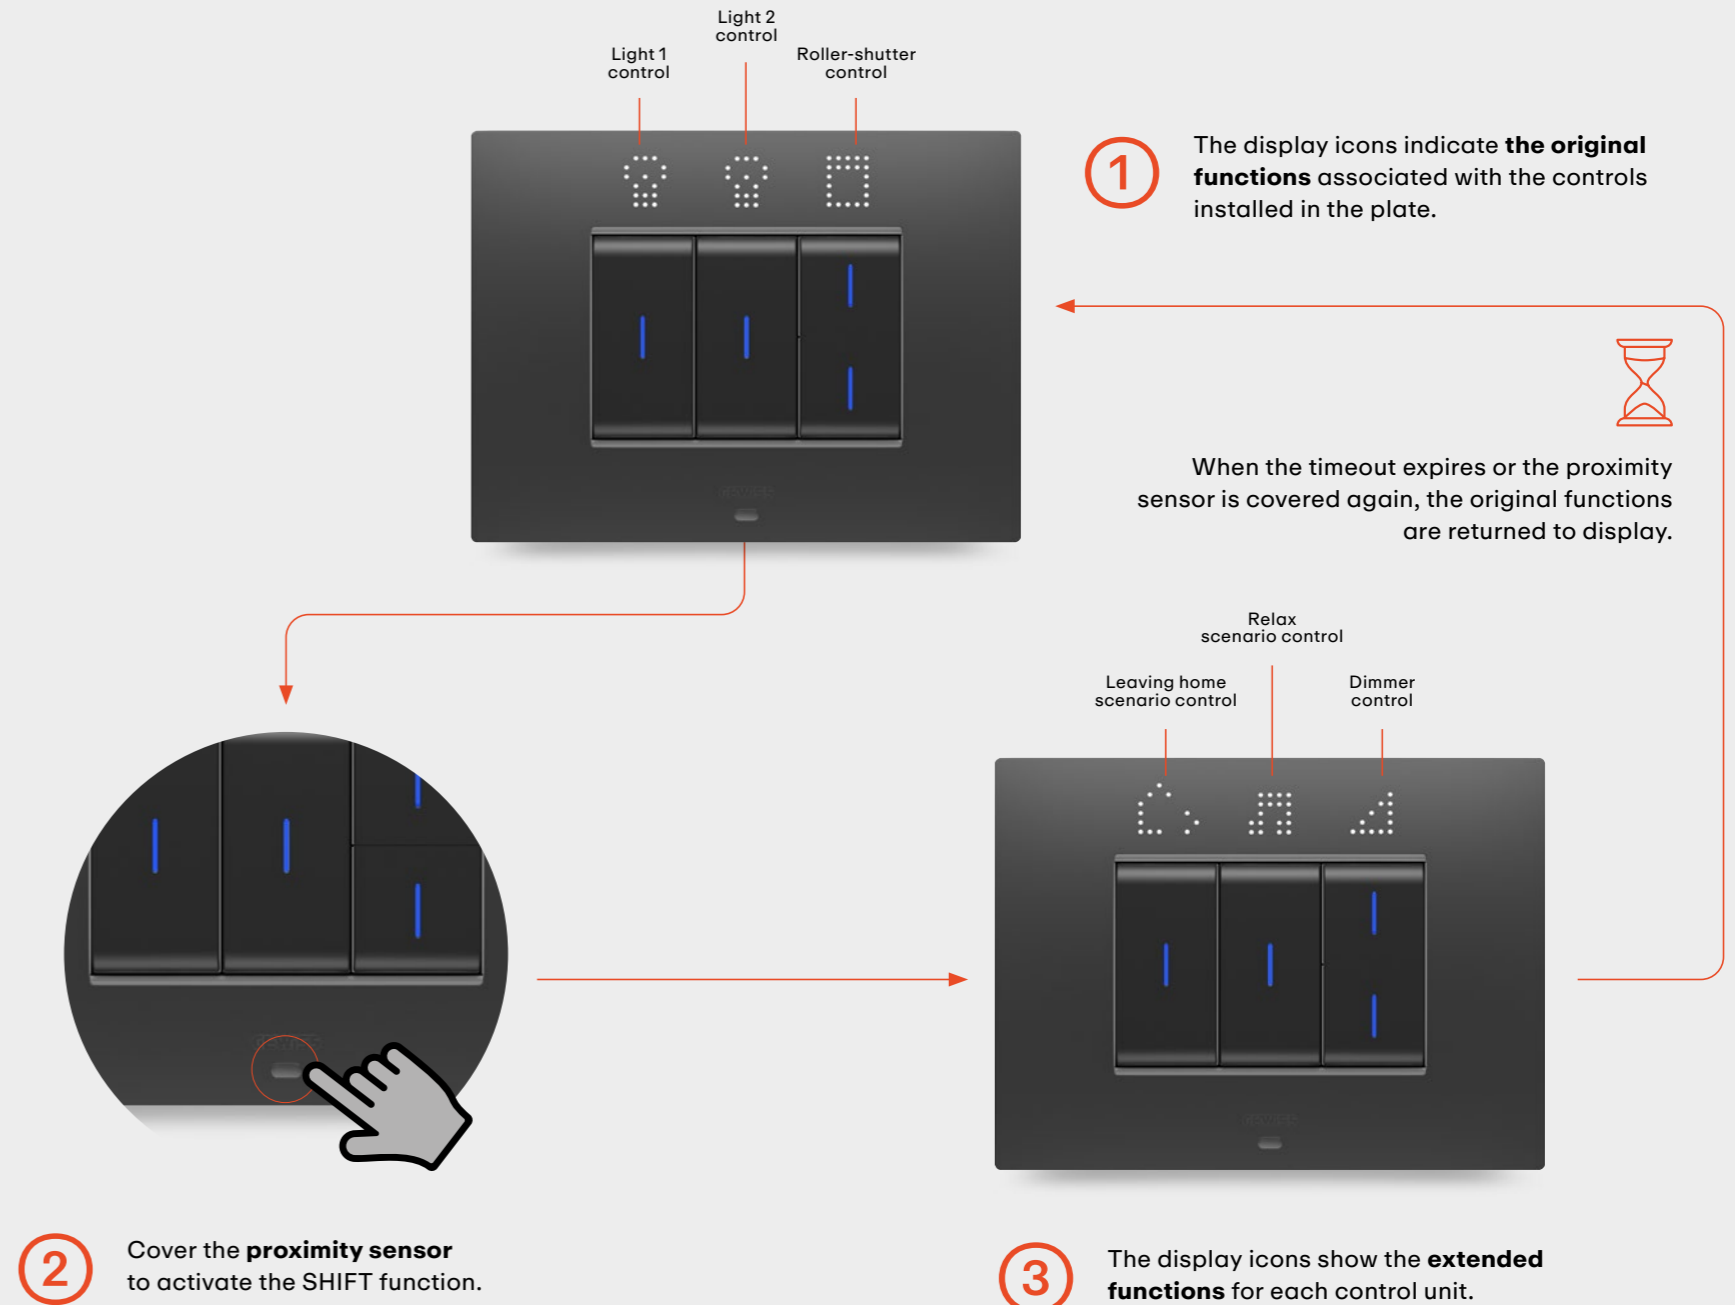 Light 1
control
Light 2
control
Roller-shutter
control
1
The display icons indicate the original
functions associated with the controls
installed in the plate.
When the timeout expires or the proximity
sensor is covered again, the original functions
are returned to display.
Leaving home
scenario control
Relax
scenario control
Dimmer
control
2
Cover the proximity sensor
to activate the SHIFT function.
3
The display icons show the extended
functions for each control unit.